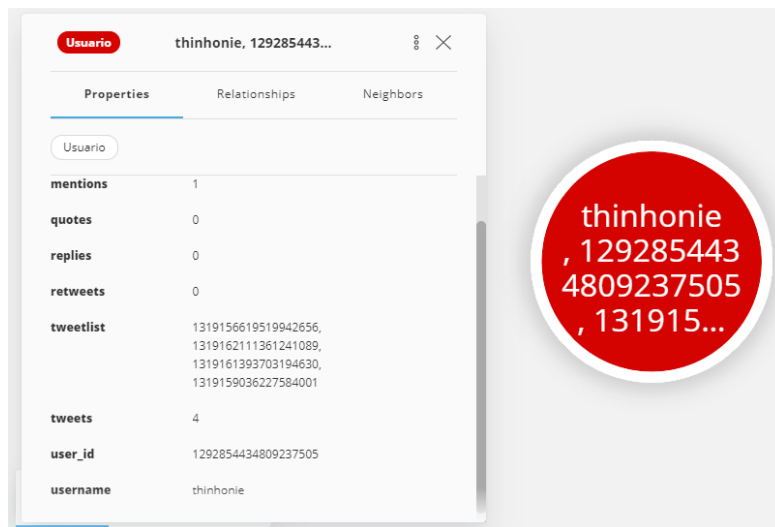 Usuario
thinhonie, 129285443...
Properties
Relationships
Neighbors
Usuario
mentions 1
quotes 0
replies 0
retweets 0
tweetlist 1319156619519942656,
1319162111361241089,
1319161393703194630,
1319159036227584001
tweets 4
user_id 1292854434809237505
username thinhonie
thinhonie
, 129285443
4809237505
, 131915...